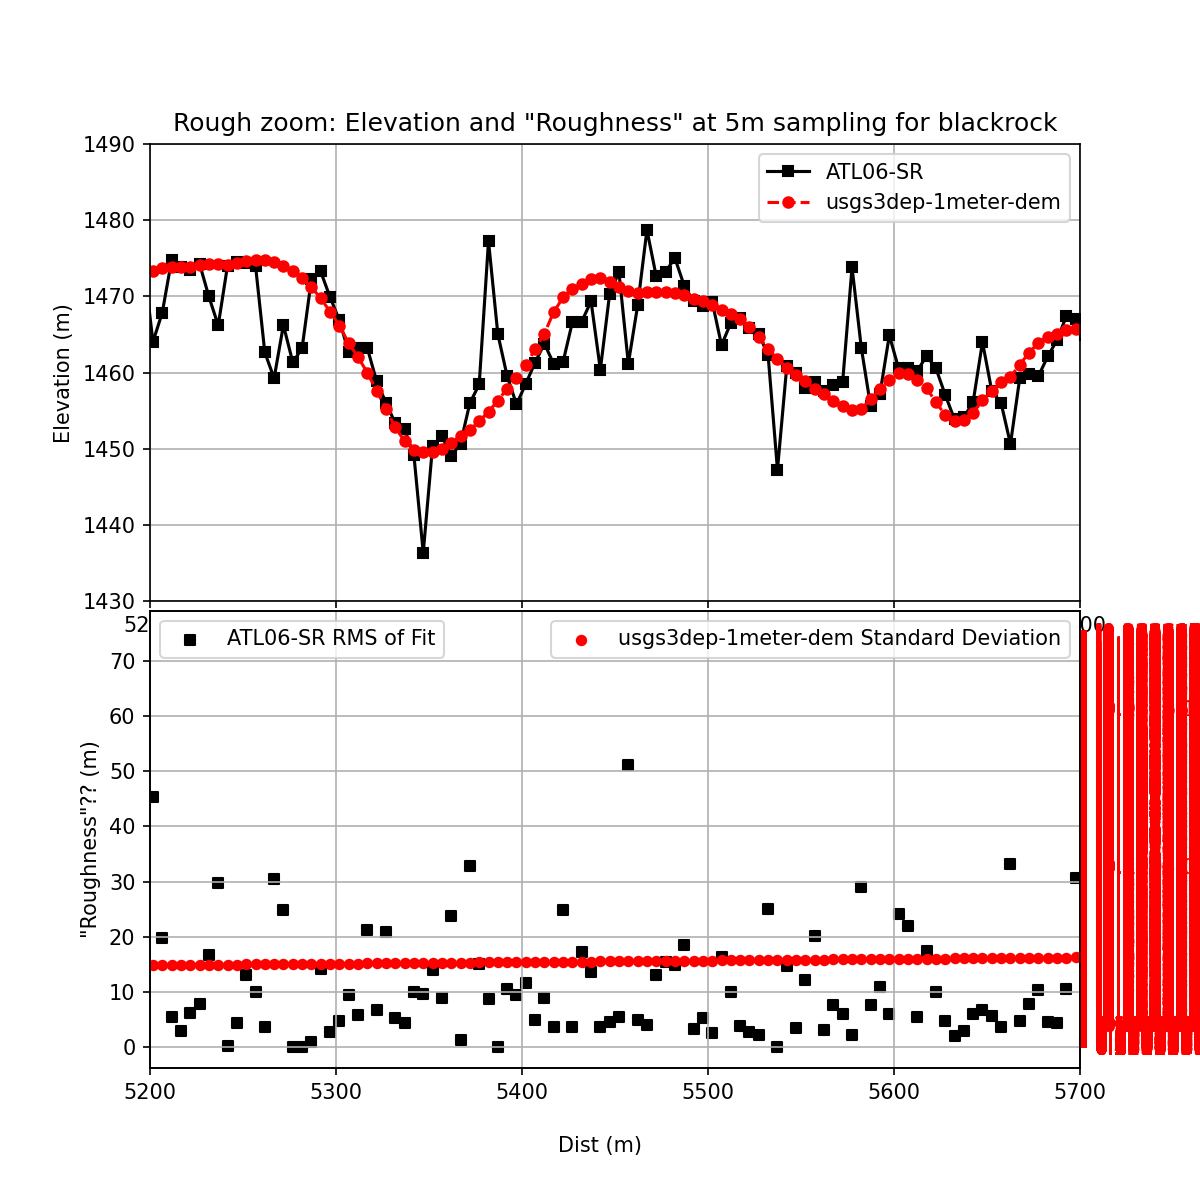 Rough zoom: Elevation and "Roughness" at 5m sampling for blackrock
1490
1480
1470
1460
1450
1440
1430
Elevation (m)
ATL06-SR
usgs3dep-1meter-dem
52
00
ATL06-SR RMS of Fit
usgs3dep-1meter-dem Standard Deviation
70
60
50
40
30
20
10
0
"Roughness"?? (m)
5200
5300
5400
5500
5600
5700
Dist (m)